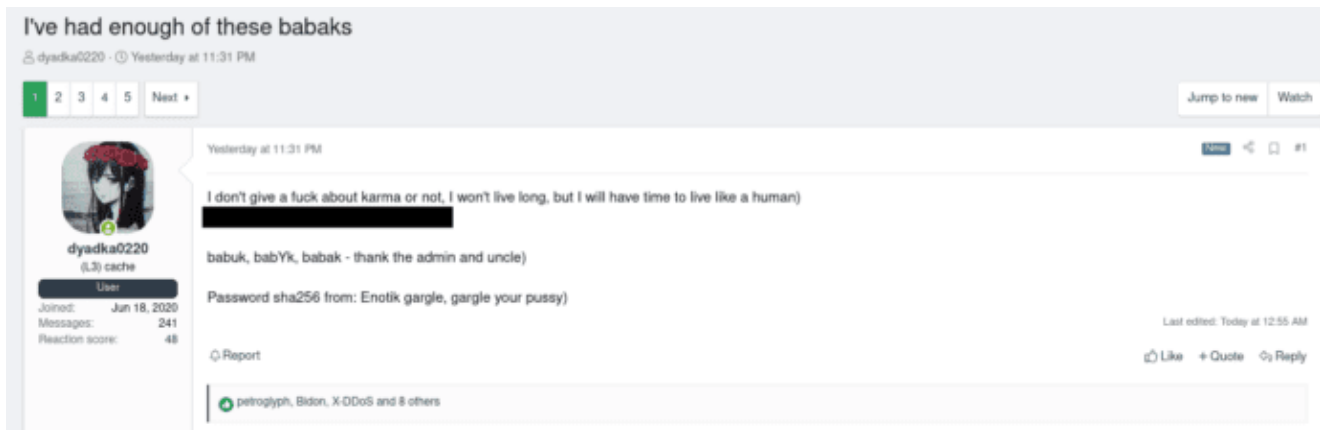 I've had enough of these babaks
dyadka0220 · Yesterday at 11:31 PM
1 2 3 4 5 Next
Jump to new Watch
Yesterday at 11:31 PM
New #1
I don't give a fuck about karma or not, I won't live long, but I will have time to live like a human)
dyadka0220
(L3) cache
User
Joined: Jun 18, 2020
Messages: 241
Reaction score: 48
babuk, babYk, babak - thank the admin and uncle)
Password sha256 from: Enotik gargle, gargle your pussy)
Last edited: Today at 12:55 AM
Report
Like + Quote Reply
petroglyph, Bidon, X-DDoS and 8 others